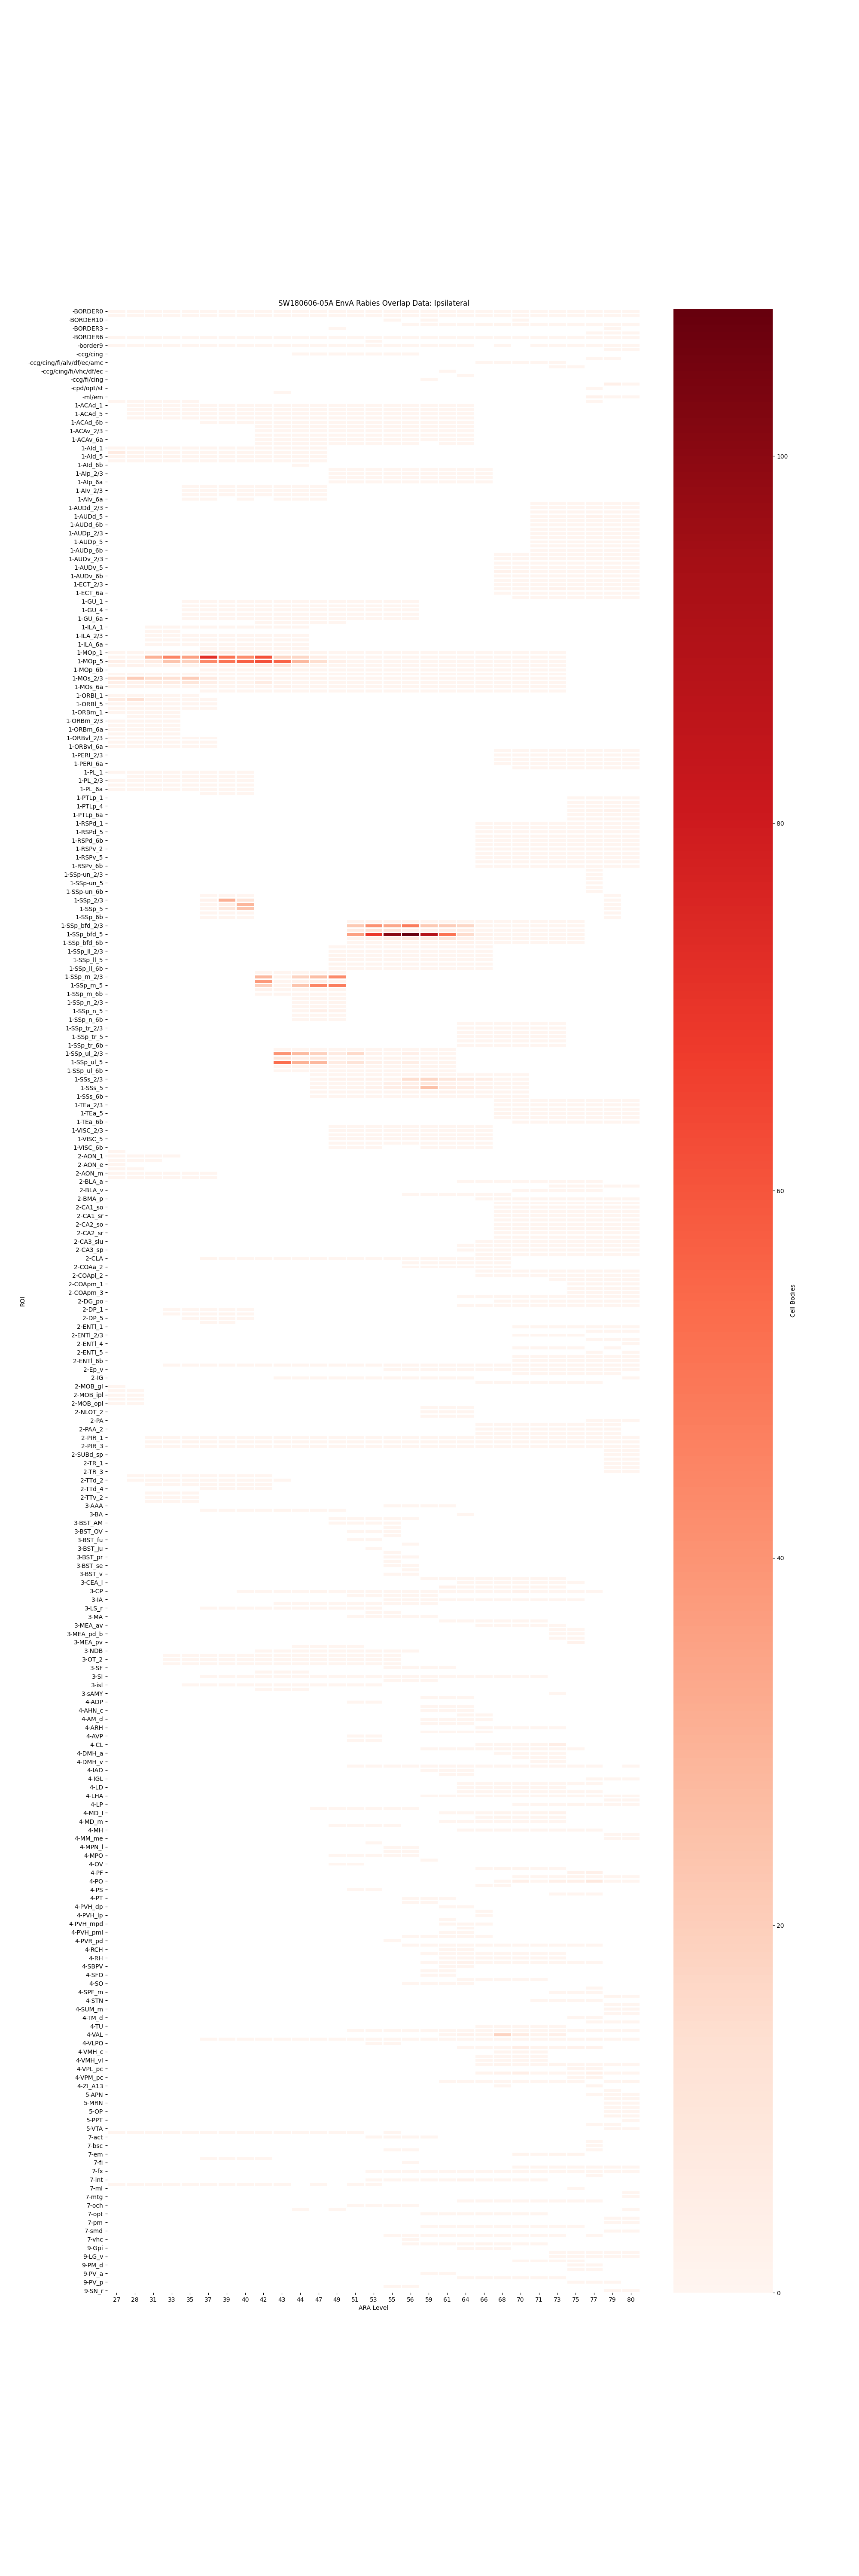 SW180606-05A EnvA Rabies Overlap Data: Ipsilateral
-BORDER0
-BORDER10
-BORDER3
-BORDER6
-border9
-ccg/cing
-ccg/cing/fi/alv/df/ec/amc
-ccg/cing/fi/vhc/df/ec
-ccg/fi/cing
-cpd/opt/st
-ml/em
1-ACAd_1
1-ACAd_5
1-ACAd_6b
1-ACAv_2/3
1-ACAv_6a
1-AId_1
1-AId_5
1-AId_6b
1-AIp_2/3
1-AIp_6a
1-AIv_2/3
1-AIv_6a
1-AUDd_2/3
1-AUDd_5
1-AUDd_6b
1-AUDp_2/3
1-AUDp_5
1-AUDp_6b
1-AUDv_2/3
1-AUDv_5
1-AUDv_6b
1-ECT_2/3
1-ECT_6a
1-GU_1
1-GU_4
1-GU_6a
1-ILA_1
1-ILA_2/3
1-ILA_6a
1-MOp_1
1-MOp_5
1-MOp_6b
1-MOs_2/3
1-MOs_6a
1-ORBl_1
1-ORBl_5
1-ORBm_1
1-ORBm_2/3
1-ORBm_6a
1-ORBvl_2/3
1-ORBvl_6a
1-PERI_2/3
1-PERI_6a
1-PL_1
1-PL_2/3
1-PL_6a
1-PTLp_1
1-PTLp_4
1-PTLp_6a
1-RSPd_1
1-RSPd_5
1-RSPd_6b
1-RSPv_2
1-RSPv_5
1-RSPv_6b
1-SSp-un_2/3
1-SSp-un_5
1-SSp-un_6b
1-SSp_2/3
1-SSp_5
1-SSp_6b
1-SSp_bfd_2/3
1-SSp_bfd_5
1-SSp_bfd_6b
1-SSp_ll_2/3
1-SSp_ll_5
1-SSp_ll_6b
1-SSp_m_2/3
1-SSp_m_5
1-SSp_m_6b
1-SSp_n_2/3
1-SSp_n_5
1-SSp_n_6b
1-SSp_tr_2/3
1-SSp_tr_5
1-SSp_tr_6b
1-SSp_ul_2/3
1-SSp_ul_5
1-SSp_ul_6b
1-SSs_2/3
1-SSs_5
1-SSs_6b
1-TEa_2/3
1-TEa_5
1-TEa_6b
1-VISC_2/3
1-VISC_5
1-VISC_6b
2-AON_1
2-AON_e
2-AON_m
2-BLA_a
2-BLA_v
2-BMA_p
2-CA1_so
2-CA1_sr
2-CA2_so
2-CA2_sr
2-CA3_slu
2-CA3_sp
2-CLA
2-COAa_2
2-COApl_2
2-COApm_1
2-COApm_3
2-DG_po
2-DP_1
2-DP_5
2-ENTl_1
2-ENTl_2/3
2-ENTl_4
2-ENTl_5
2-ENTl_6b
2-Ep_v
2-IG
2-MOB_gl
2-MOB_ipl
2-MOB_opl
2-NLOT_2
2-PA
2-PAA_2
2-PIR_1
2-PIR_3
2-SUBd_sp
2-TR_1
2-TR_3
2-TTd_2
2-TTd_4
2-TTv_2
3-AAA
3-BA
3-BST_AM
3-BST_OV
3-BST_fu
3-BST_ju
3-BST_pr
3-BST_se
3-BST_v
3-CEA_l
3-CP
3-IA
3-LS_r
3-MA
3-MEA_av
3-MEA_pd_b
3-MEA_pv
3-NDB
3-OT_2
3-SF
3-SI
3-isl
3-sAMY
4-ADP
4-AHN_c
4-AM_d
4-ARH
4-AVP
4-CL
4-DMH_a
4-DMH_v
4-IAD
4-IGL
4-LD
4-LHA
4-LP
4-MD_l
4-MD_m
4-MH
4-MM_me
4-MPN_l
4-MPO
4-OV
4-PF
4-PO
4-PS
4-PT
4-PVH_dp
4-PVH_lp
4-PVH_mpd
4-PVH_pml
4-PVR_pd
4-RCH
4-RH
4-SBPV
4-SFO
4-SO
4-SPF_m
4-STN
4-SUM_m
4-TM_d
4-TU
4-VAL
4-VLPO
4-VMH_c
4-VMH_vl
4-VPL_pc
4-VPM_pc
4-ZI_A13
5-APN
5-MRN
5-OP
5-PPT
5-VTA
7-act
7-bsc
7-em
7-fi
7-fx
7-int
7-ml
7-mtg
7-och
7-opt
7-pm
7-smd
7-vhc
9-Gpi
9-LG_v
9-PM_d
9-PV_a
9-PV_p
9-SN_r
ROI
27 28 31 33 35 37 39 40 42 43 44 47 49 51 53 55 56 59 61 64 66 68 70 71 73 75 77 79 80
ARA Level
100
80
60
40
20
0
Cell Bodies